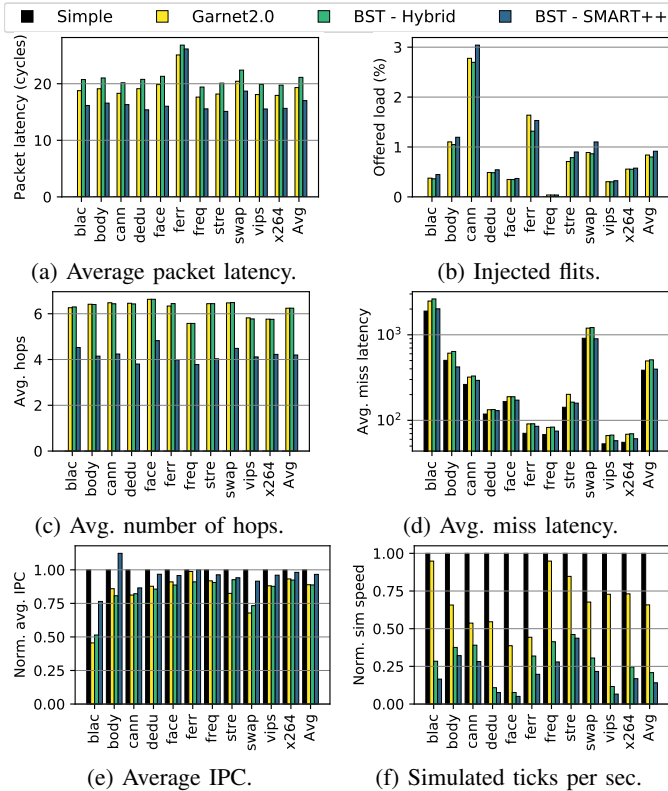 Simple Garnet2.0 BST - Hybrid BST - SMART++
Packet latency (cycles)
20
10
0
blac body cann dedu face ferr freq stre swap vips x264 Avg
(a) Average packet latency.
Offered load (%)
3
2
1
0
blac body cann dedu face ferr freq stre swap vips x264 Avg
(b) Injected flits.
Avg. hops
6
4
2
0
blac body cann dedu face ferr freq stre swap vips x264 Avg
(c) Avg. number of hops.
Avg. miss latency
10³
10²
blac body cann dedu face ferr freq stre swap vips x264 Avg
(d) Avg. miss latency.
Norm. avg. IPC
1.00
0.75
0.50
0.25
0.00
blac body cann dedu face ferr freq stre swap vips x264 Avg
(e) Average IPC.
Norm. sim speed
1.00
0.75
0.50
0.25
0.00
blac body cann dedu face ferr freq stre swap vips x264 Avg
(f) Simulated ticks per sec.